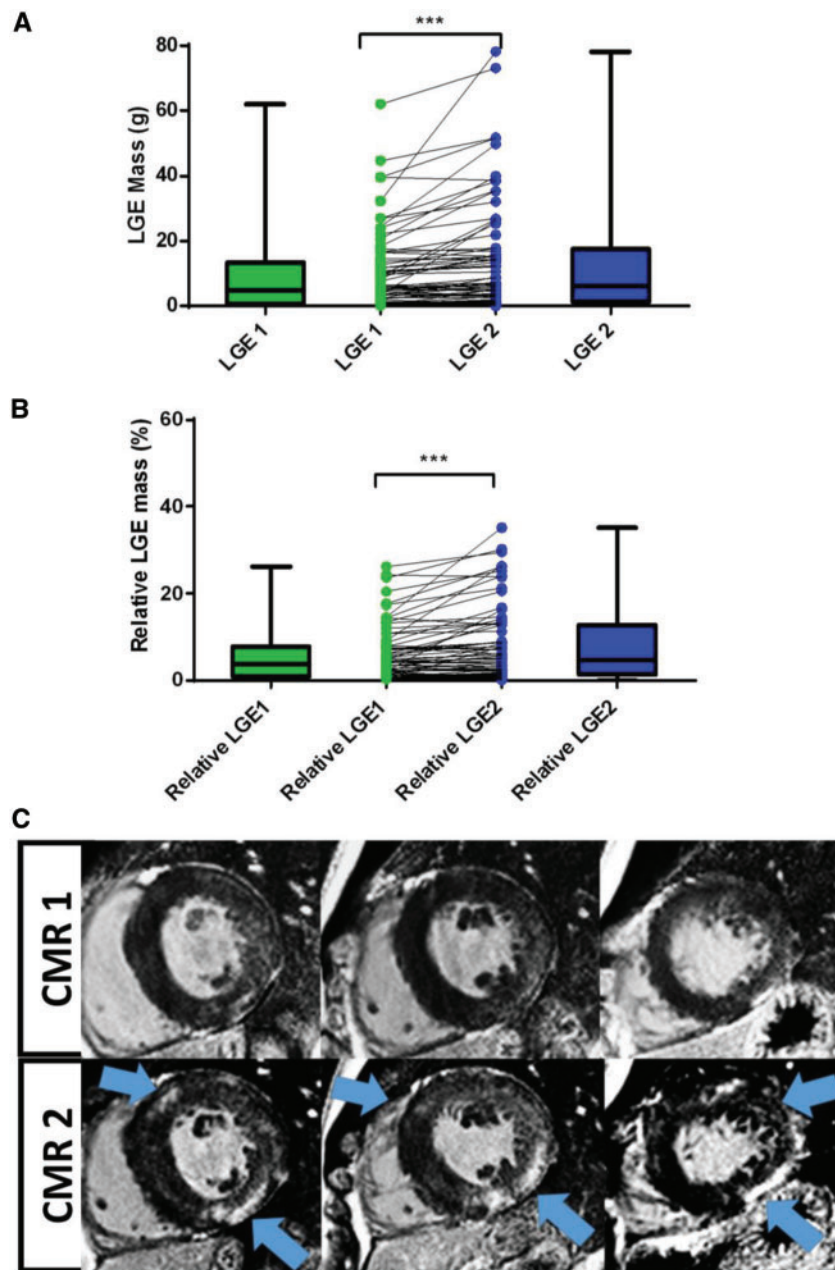 A
***
80
60
40
20
0
LGE Mass (g)
LGE 1
LGE 1
LGE 2
LGE 2
B
***
60
40
20
0
Relative LGE mass (%)
Relative LGE1
Relative LGE1
Relative LGE2
Relative LGE2
C
CMR 1
CMR 2